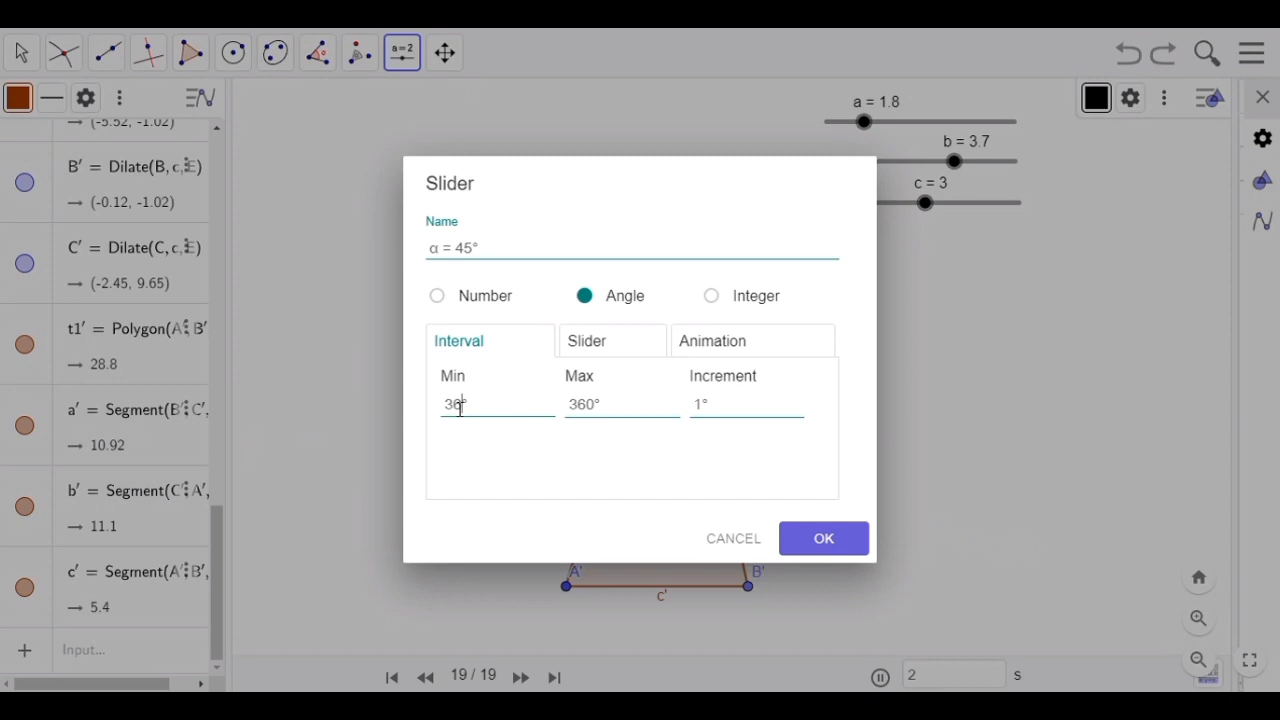 a=2
→ (-5.52, -1.02)
B′ = Dilate(B, c, E)
→ (-0.12, -1.02)
C′ = Dilate(C, c, E)
→ (-2.45, 9.65)
t1′ = Polygon(A′, B′
→ 28.8
a′ = Segment(B′, C′,
→ 10.92
b′ = Segment(C′, A′,
→ 11.1
c′ = Segment(A′, B′,
→ 5.4
+ Input...
a = 1.8
b = 3.7
c = 3
Slider
Name
α = 45°
Number Angle Integer
Interval Slider Animation
Min Max Increment
360° 1°
CANCEL OK
A' B'
c'
19 / 19
2 s